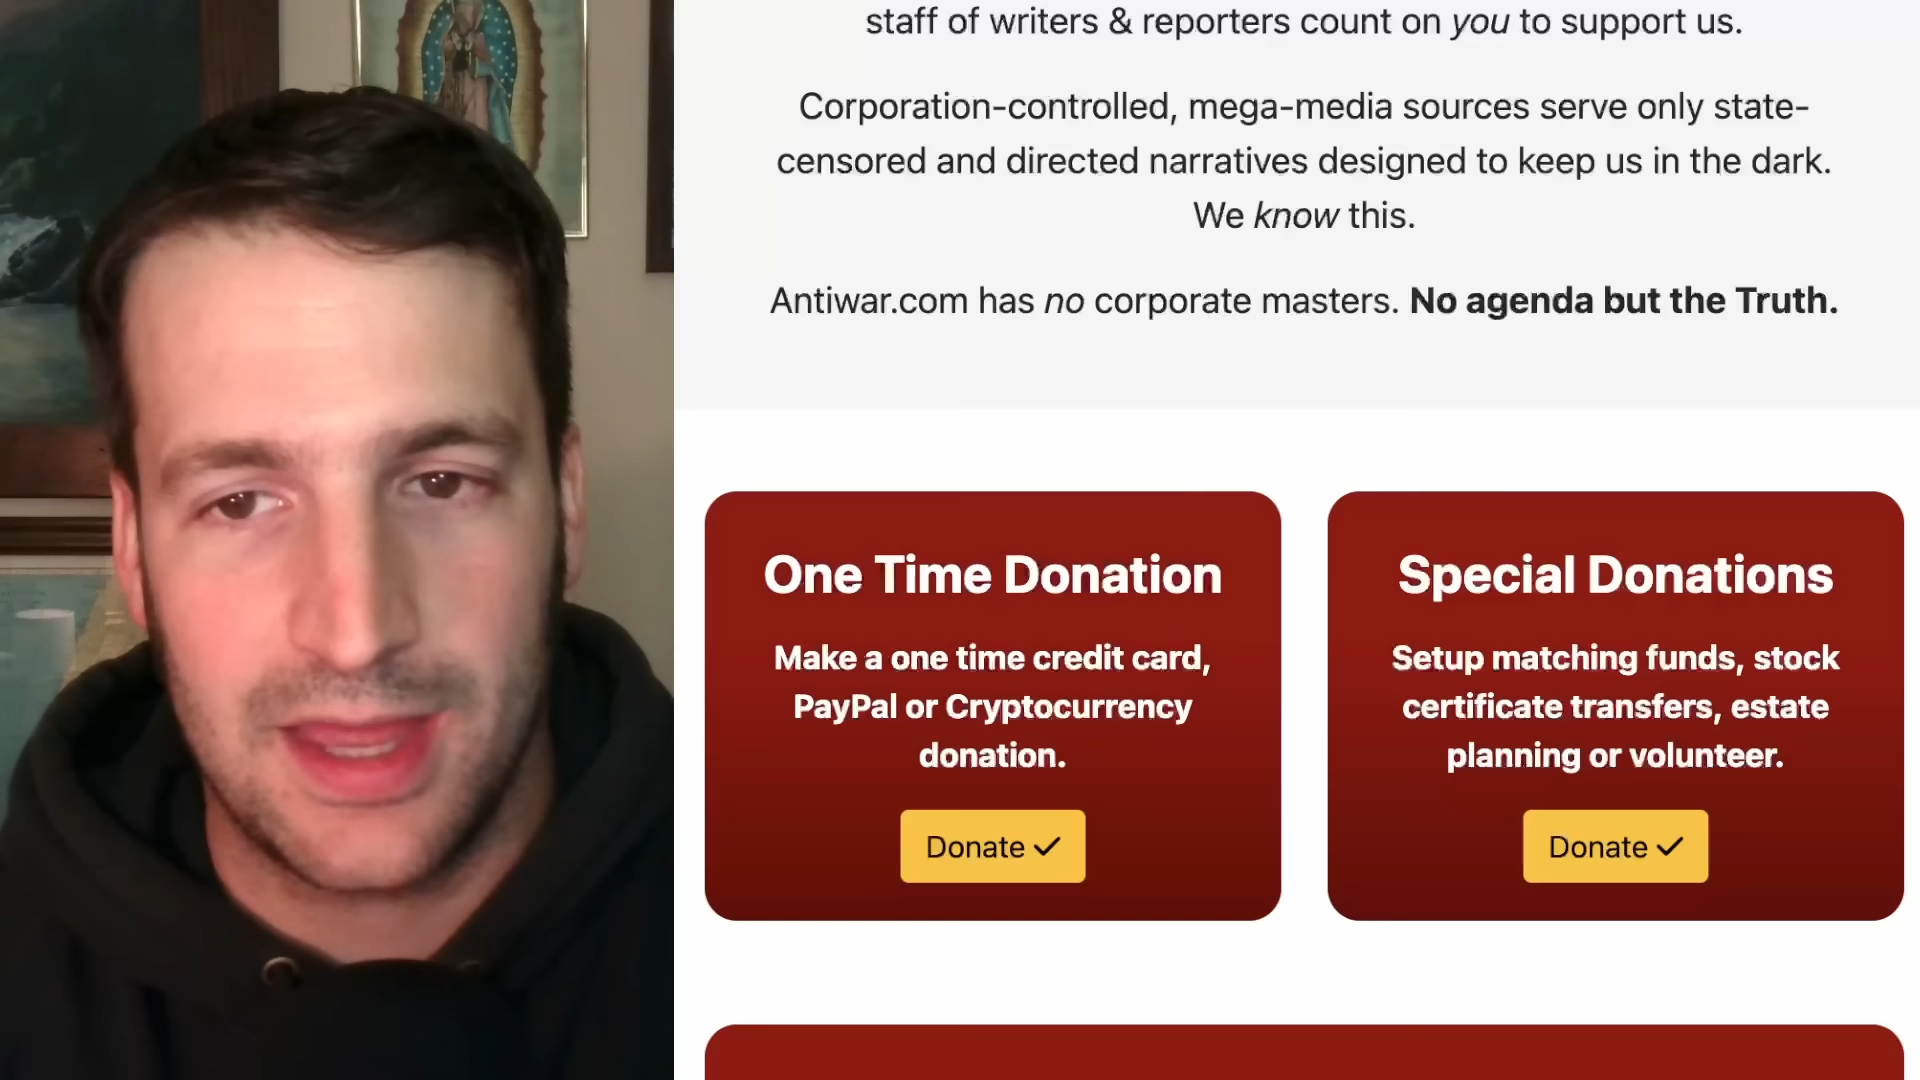 staff of writers & reporters count on you to support us.
Corporation-controlled, mega-media sources serve only state-
censored and directed narratives designed to keep us in the dark.
We know this.
Antiwar.com has no corporate masters. No agenda but the Truth.
One Time Donation
Make a one time credit card,
PayPal or Cryptocurrency
donation.
Donate ✓
Special Donations
Setup matching funds, stock
certificate transfers, estate
planning or volunteer.
Donate ✓